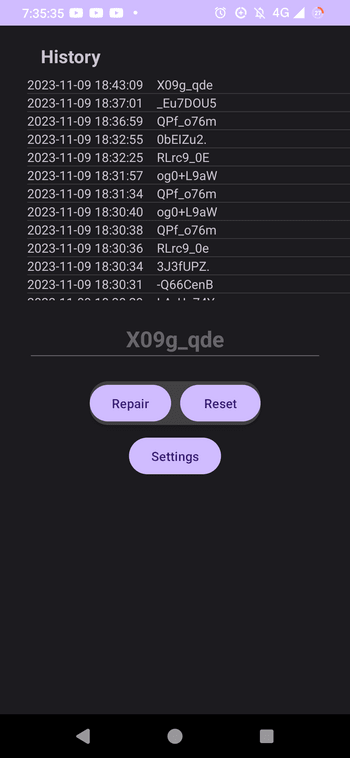 7:35:35 4G 27
History
2023-11-09 18:43:09 X09g_qde
2023-11-09 18:37:01 _Eu7DOU5
2023-11-09 18:36:59 QPf_o76m
2023-11-09 18:32:55 0bEIZu2.
2023-11-09 18:32:25 RLrc9_0E
2023-11-09 18:31:57 og0+L9aW
2023-11-09 18:31:34 QPf_o76m
2023-11-09 18:30:40 og0+L9aW
2023-11-09 18:30:38 QPf_o76m
2023-11-09 18:30:36 RLrc9_0e
2023-11-09 18:30:34 3J3fUPZ.
2023-11-09 18:30:31 -Q66CenB
X09g_qde
Repair Reset
Settings